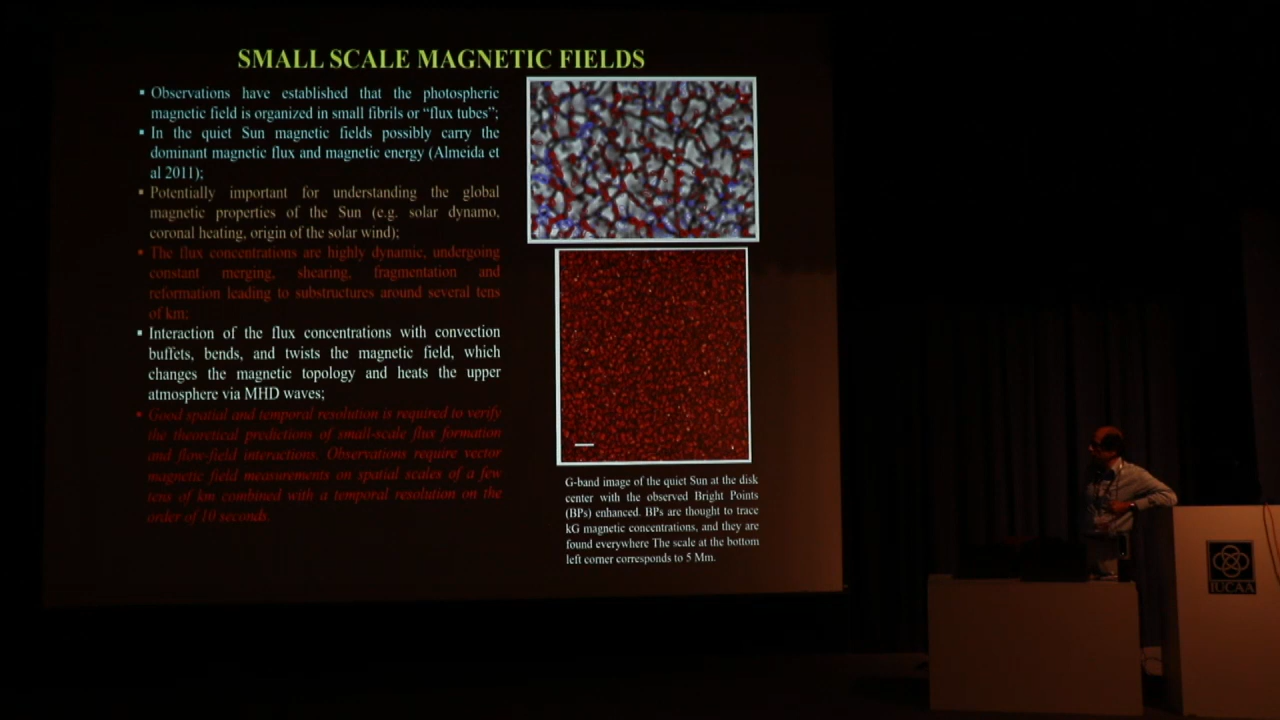 SMALL SCALE MAGNETIC FIELDS
▪ Observations have established that the photospheric
magnetic field is organized in small fibrils or “flux tubes”;
▪ In the quiet Sun magnetic fields possibly carry the
dominant magnetic flux and magnetic energy (Almeida et
al 2011);
▪ Potentially important for understanding the global
magnetic properties of the Sun (e.g. solar dynamo,
coronal heating, origin of the solar wind);
▪ The flux concentrations are highly dynamic, undergoing
constant merging, shearing, fragmentation and
reformation leading to substructures around several tens
of km;
▪ Interaction of the flux concentrations with convection
buffets, bends, and twists the magnetic field, which
changes the magnetic topology and heats the upper
atmosphere via MHD waves;
▪ Good spatial and temporal resolution is required to verify
the theoretical predictions of small-scale flux formation
and flow-field interactions. Observations require vector
magnetic field measurements on spatial scales of a few
tens of km combined with a temporal resolution on the
order of 10 seconds.
G-band image of the quiet Sun at the disk
center with the observed Bright Points
(BPs) enhanced. BPs are thought to trace
kG magnetic concentrations, and they are
found everywhere The scale at the bottom
left corner corresponds to 5 Mm.
IUCAA